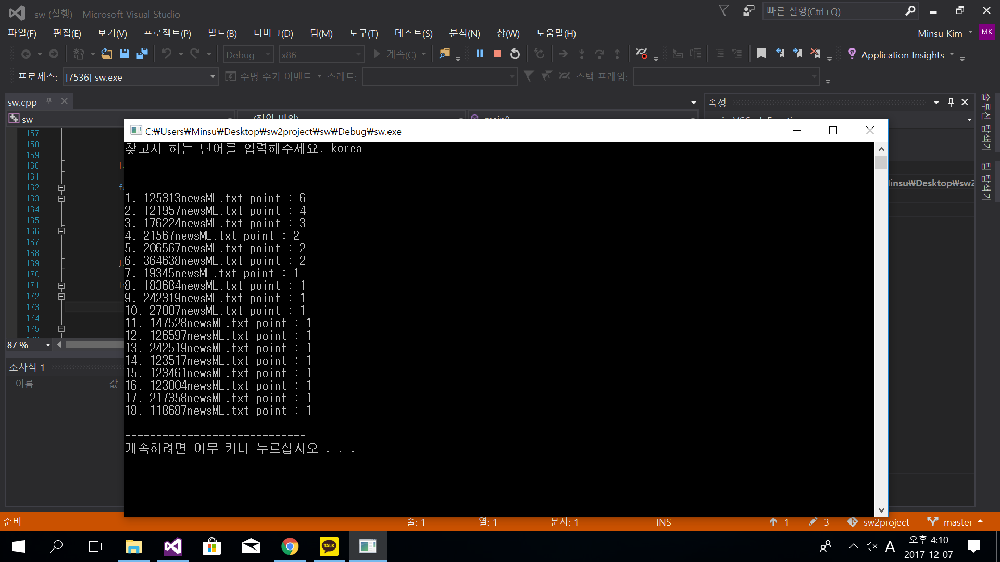 sw (실행) - Microsoft Visual Studio
빠른 실행(Ctrl+Q)
파일(F) 편집(E) 보기(V) 프로젝트(P) 빌드(B) 디버그(D) 팀(M) 도구(T) 테스트(S) 분석(N) 창(W) 도움말(H)
Minsu Kim MK
Debug x86 계속(C) Application Insights
프로세스: [7536] sw.exe 수명 주기 이벤트 스레드: 스택 프레임:
sw.cpp
속성
솔루션 탐색기
팀 탐색기
sw
C:₩Users₩Minsu₩Desktop₩sw2project₩sw₩Debug₩sw.exe
157
158
159
160 }
161
162
163
164
165
166
167
168
169 }
170
171
172
173
174
175
찾고자 하는 단어를 입력해주세요. korea
-----------------------------
1. 125313newsML.txt point : 6
2. 121957newsML.txt point : 4
3. 176224newsML.txt point : 3
4. 21567newsML.txt point : 2
5. 206567newsML.txt point : 2
6. 364638newsML.txt point : 2
7. 19345newsML.txt point : 1
8. 183684newsML.txt point : 1
9. 242319newsML.txt point : 1
10. 27007newsML.txt point : 1
11. 147528newsML.txt point : 1
12. 126597newsML.txt point : 1
13. 242519newsML.txt point : 1
14. 123517newsML.txt point : 1
15. 123461newsML.txt point : 1
16. 123004newsML.txt point : 1
17. 217358newsML.txt point : 1
18. 118687newsML.txt point : 1
-----------------------------
계속하려면 아무 키나 누르십시오 . . .
insu₩Desktop₩sw2
87 %
조사식 1
이름 값
준비 줄: 1 열: 1 문자: 1 INS 1 3 sw2project master
TALK
A
오후 4:10
2017-12-07